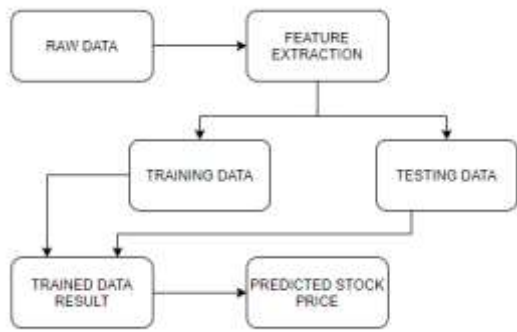 RAW DATA
FEATURE
EXTRACTION
TRAINING DATA
TESTING DATA
TRAINED DATA
RESULT
PREDICTED STOCK
PRICE